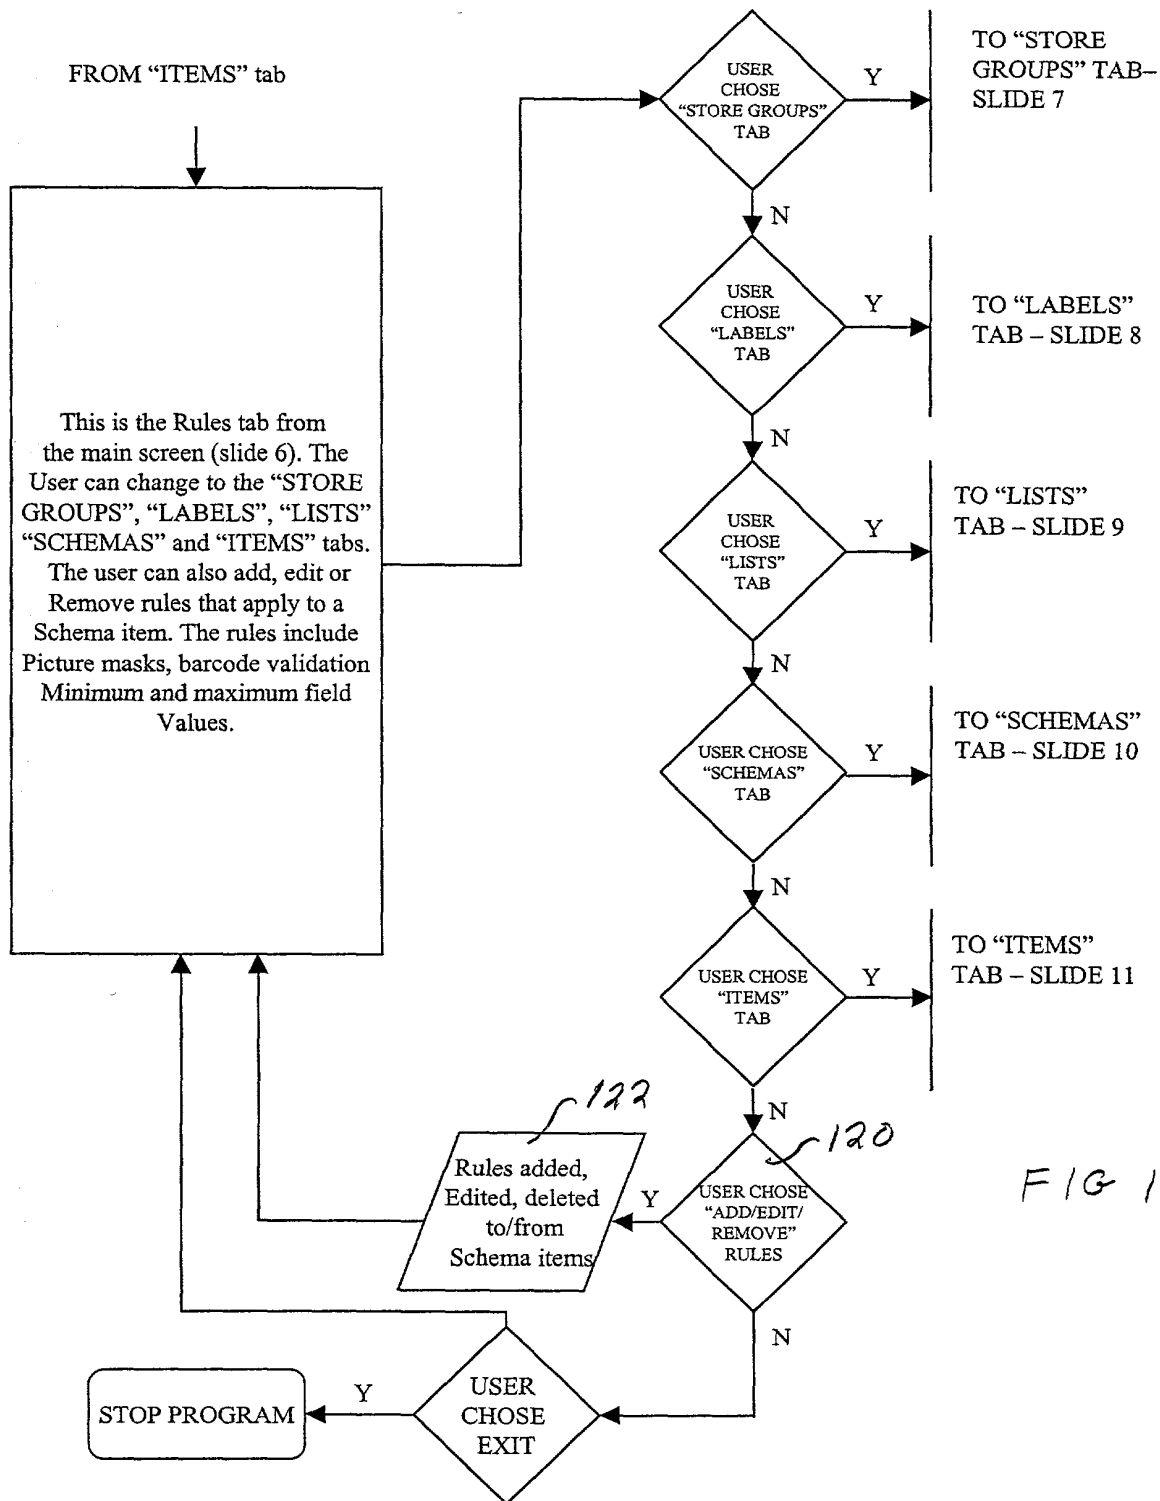 FROM “ITEMS” tab
This is the Rules tab from
the main screen (slide 6). The
User can change to the “STORE
GROUPS”, “LABELS”, “LISTS”
“SCHEMAS” and “ITEMS” tabs.
The user can also add, edit or
Remove rules that apply to a
Schema item. The rules include
Picture masks, barcode validation
Minimum and maximum field
Values.
USER
CHOSE
“STORE GROUPS”
TAB
Y
TO “STORE
GROUPS” TAB–
SLIDE 7
N
USER
CHOSE
“LABELS”
TAB
Y
TO “LABELS”
TAB – SLIDE 8
N
USER
CHOSE
“LISTS”
TAB
Y
TO “LISTS”
TAB – SLIDE 9
N
USER CHOSE
“SCHEMAS”
TAB
Y
TO “SCHEMAS”
TAB – SLIDE 10
N
USER CHOSE
“ITEMS”
TAB
Y
TO “ITEMS”
TAB – SLIDE 11
N
120
USER CHOSE
“ADD/EDIT/
REMOVE”
RULES
Y
122
Rules added,
Edited, deleted
to/from
Schema items
N
USER
CHOSE
EXIT
Y
STOP PROGRAM
FIG 1